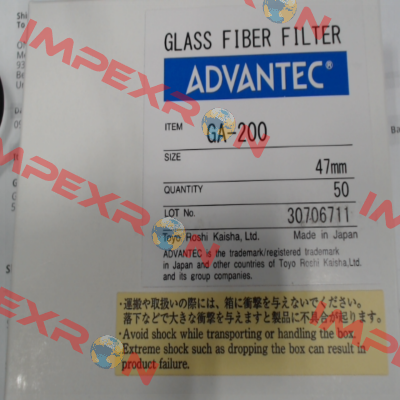 GLASS FIBER FILTER
ADVANTEC®
ITEM GA-200
SIZE 47mm
QUANTITY 50
LOT No. 30706711
Toyo Roshi Kaisha, Ltd. Made in Japan
ADVANTEC is the trademark/registered trademark
in Japan and other countries of Toyo Roshi Kaisha,Ltd.
and its group companies.
・運搬や取扱いの際には、箱に衝撃を与えないでください。
落下などで大きな衝撃を与えますと製品に不具合が起ります。
・Avoid shock while transporting or handling the box.
Extreme shock such as dropping the box can result in
product failure.
IMPEXRON
IMPEXRON
IMPEXRON